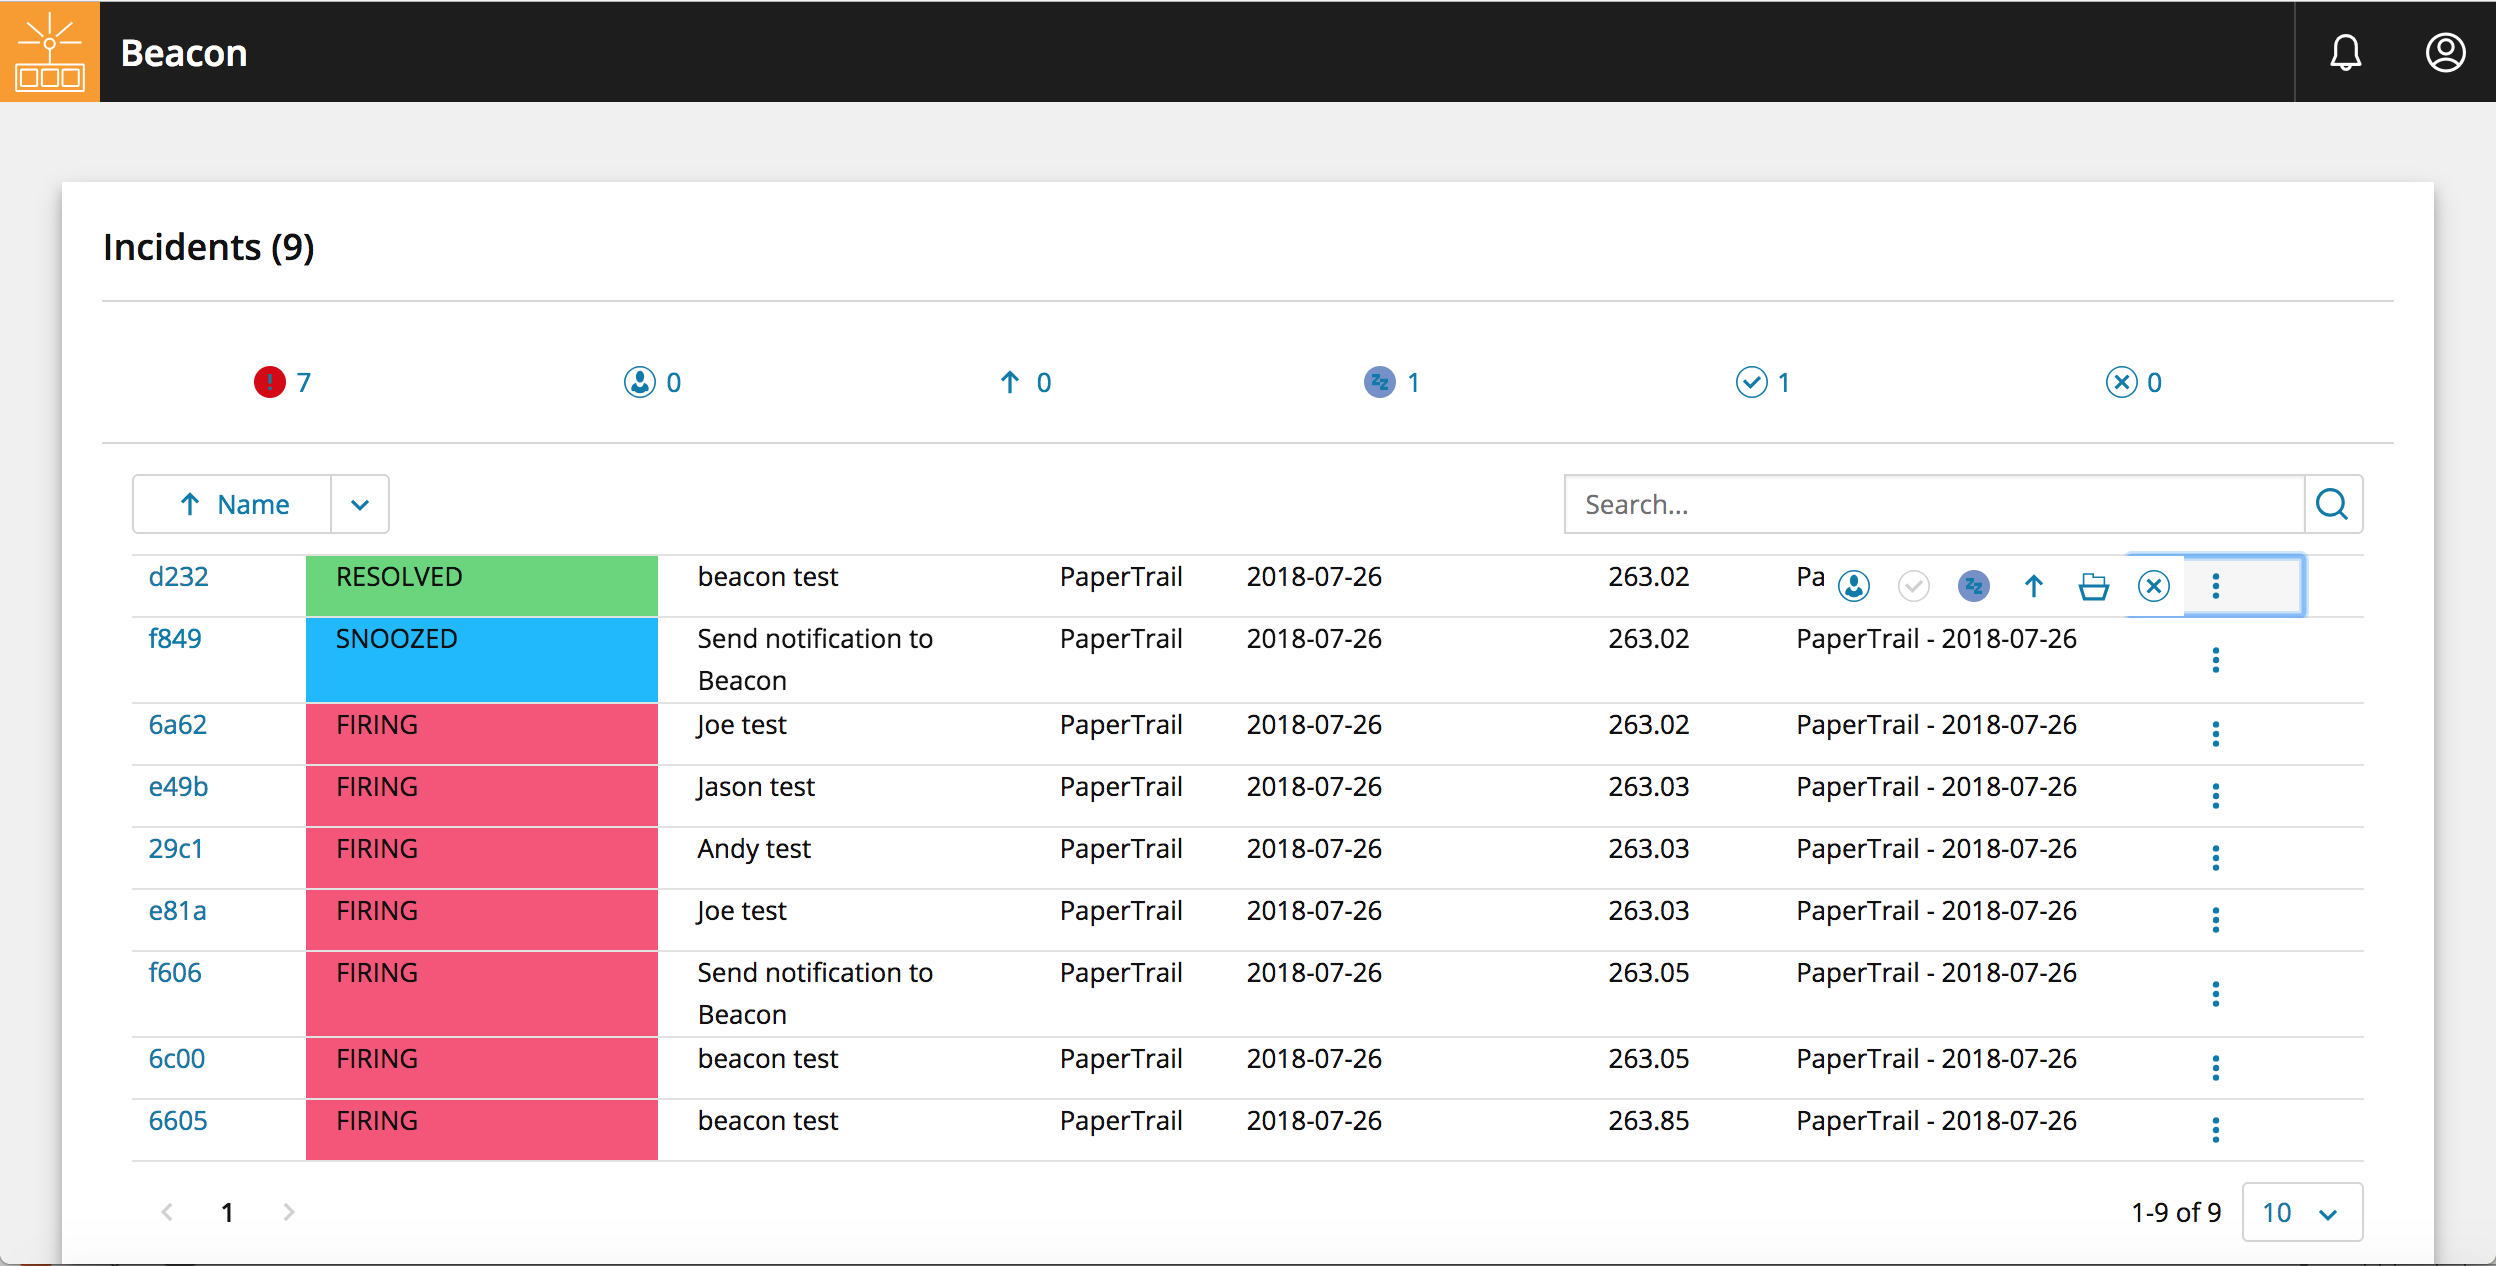 Beacon
Incidents (9)
7 0 0 1 1 0
Name Search...
d232 RESOLVED beacon test PaperTrail 2018-07-26 263.02 Pa
f849 SNOOZED Send notification to PaperTrail 2018-07-26 263.02 PaperTrail - 2018-07-26
Beacon
6a62 FIRING Joe test PaperTrail 2018-07-26 263.02 PaperTrail - 2018-07-26
e49b FIRING Jason test PaperTrail 2018-07-26 263.03 PaperTrail - 2018-07-26
29c1 FIRING Andy test PaperTrail 2018-07-26 263.03 PaperTrail - 2018-07-26
e81a FIRING Joe test PaperTrail 2018-07-26 263.03 PaperTrail - 2018-07-26
f606 FIRING Send notification to PaperTrail 2018-07-26 263.05 PaperTrail - 2018-07-26
Beacon
6c00 FIRING beacon test PaperTrail 2018-07-26 263.05 PaperTrail - 2018-07-26
6605 FIRING beacon test PaperTrail 2018-07-26 263.85 PaperTrail - 2018-07-26
1 1-9 of 9 10